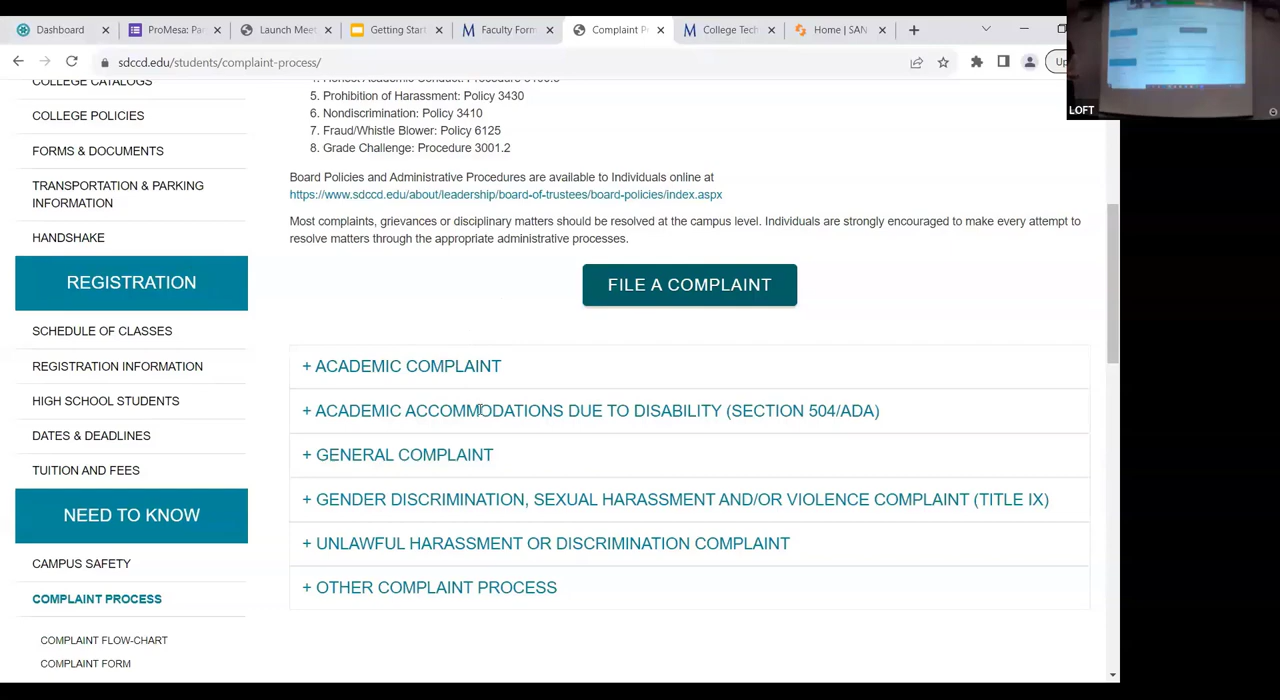 Dashboard
ProMesa: Pa
Launch Meet
Getting Start
Faculty Form
Complaint P
College Tech
Home | SAN
sdccd.edu/students/complaint-process/
Up
LOFT
COLLEGE CATALOGS
COLLEGE POLICIES
FORMS & DOCUMENTS
TRANSPORTATION & PARKING
INFORMATION
HANDSHAKE
REGISTRATION
SCHEDULE OF CLASSES
REGISTRATION INFORMATION
HIGH SCHOOL STUDENTS
DATES & DEADLINES
TUITION AND FEES
NEED TO KNOW
CAMPUS SAFETY
COMPLAINT PROCESS
COMPLAINT FLOW-CHART
COMPLAINT FORM
5. Prohibition of Harassment: Policy 3430
6. Nondiscrimination: Policy 3410
7. Fraud/Whistle Blower: Policy 6125
8. Grade Challenge: Procedure 3001.2
Board Policies and Administrative Procedures are available to Individuals online at
https://www.sdccd.edu/about/leadership/board-of-trustees/board-policies/index.aspx
Most complaints, grievances or disciplinary matters should be resolved at the campus level. Individuals are strongly encouraged to make every attempt to
resolve matters through the appropriate administrative processes.
FILE A COMPLAINT
+ ACADEMIC COMPLAINT
+ ACADEMIC ACCOMMODATIONS DUE TO DISABILITY (SECTION 504/ADA)
+ GENERAL COMPLAINT
+ GENDER DISCRIMINATION, SEXUAL HARASSMENT AND/OR VIOLENCE COMPLAINT (TITLE IX)
+ UNLAWFUL HARASSMENT OR DISCRIMINATION COMPLAINT
+ OTHER COMPLAINT PROCESS